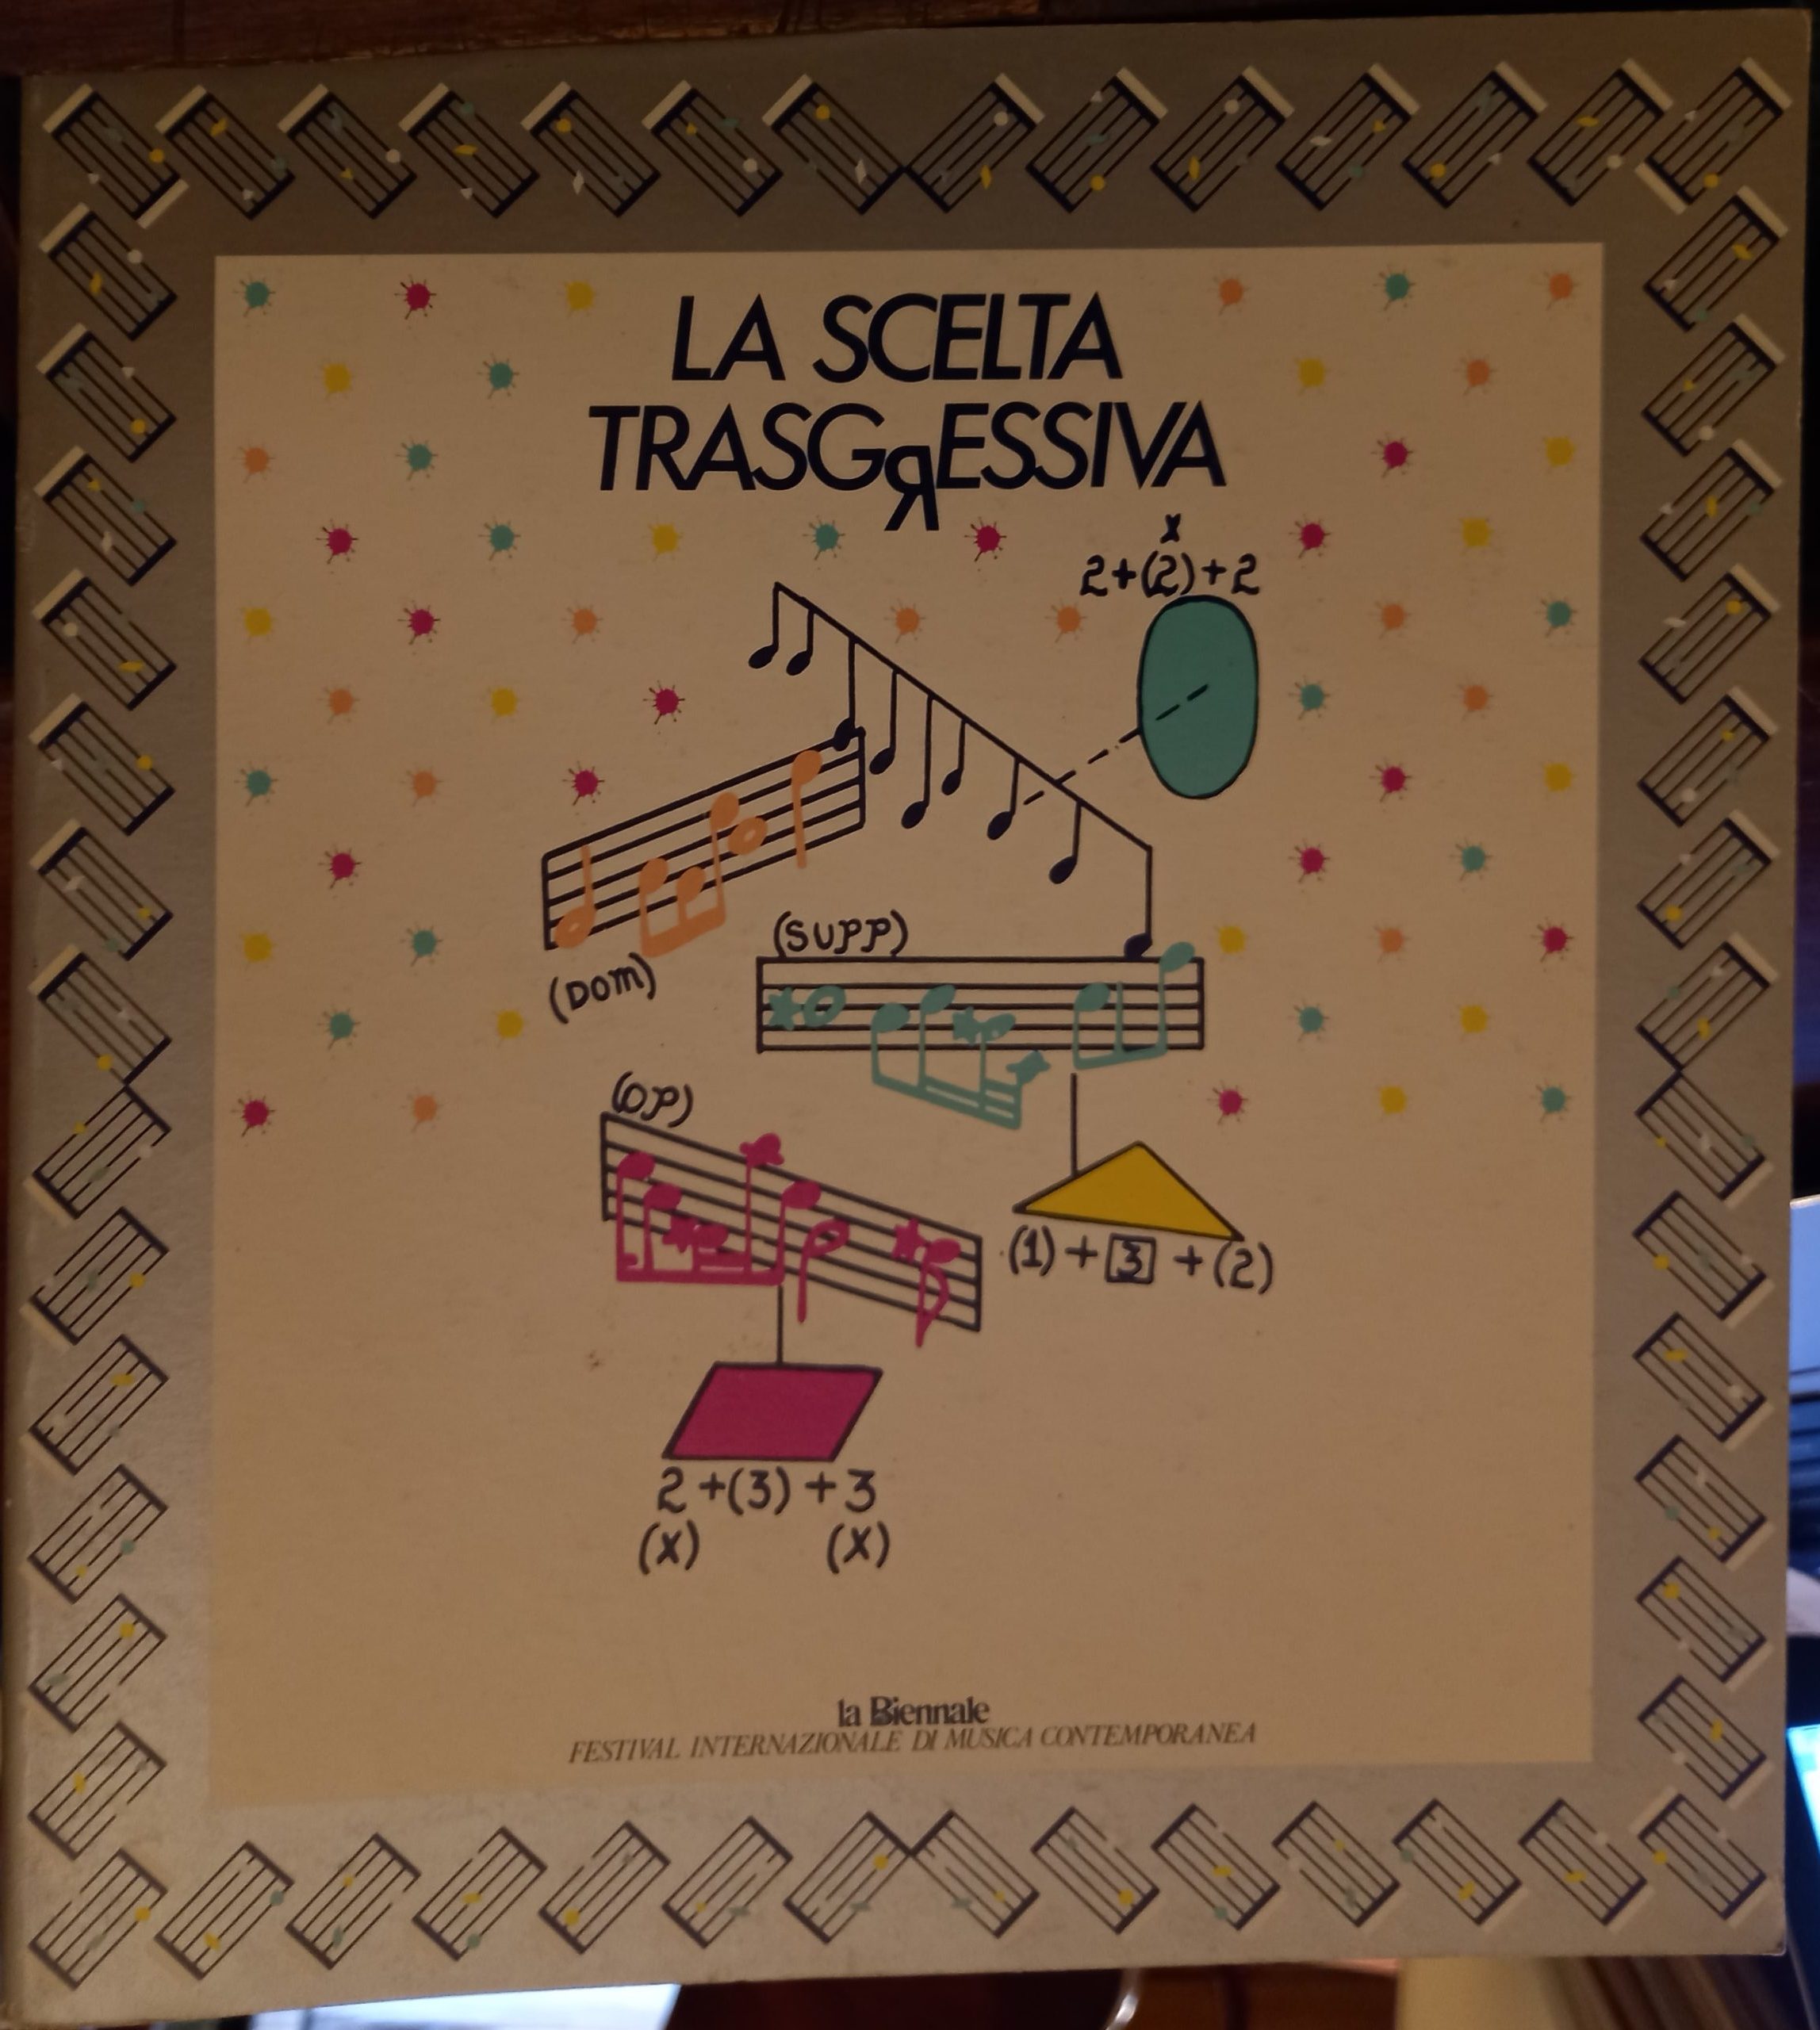 LA SCELTA
TRASGRESSIVA
x
2+(2)+2
(SUPP)
(DOM)
(OP)
(1)+3+(2)
2+(3)+3
(X) (X)
la Biennale
FESTIVAL INTERNAZIONALE DI MUSICA CONTEMPORANEA